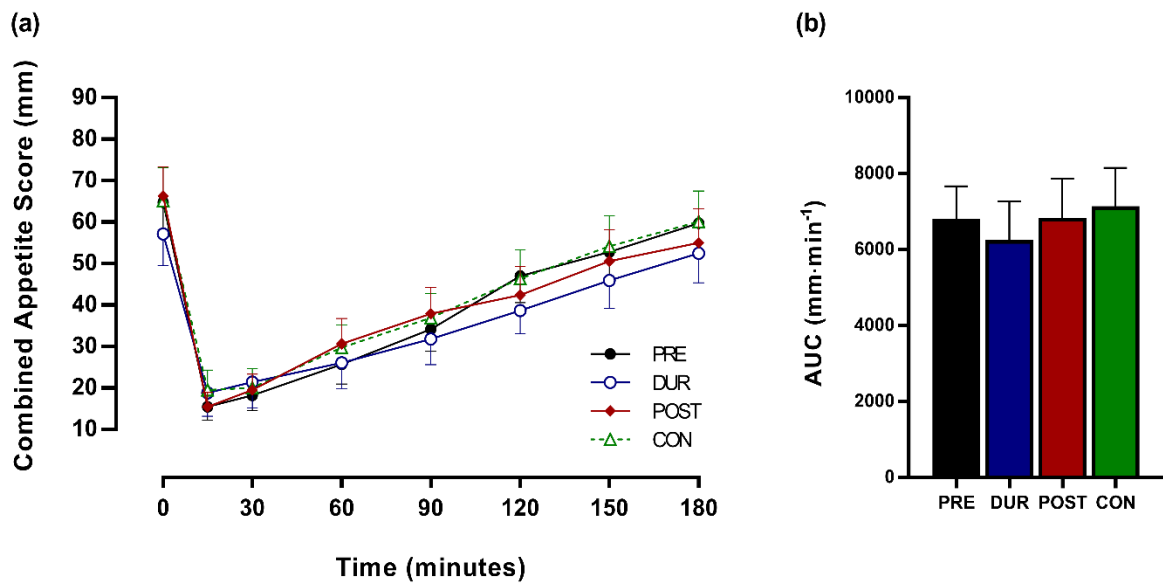 (a)
Combined Appetite Score (mm)
90
80
70
60
50
40
30
20
10
0
30
60
90
120
150
180
Time (minutes)
PRE
DUR
POST
CON
(b)
AUC (mm·min⁻¹)
10000
8000
6000
4000
2000
0
PRE DUR POST CON